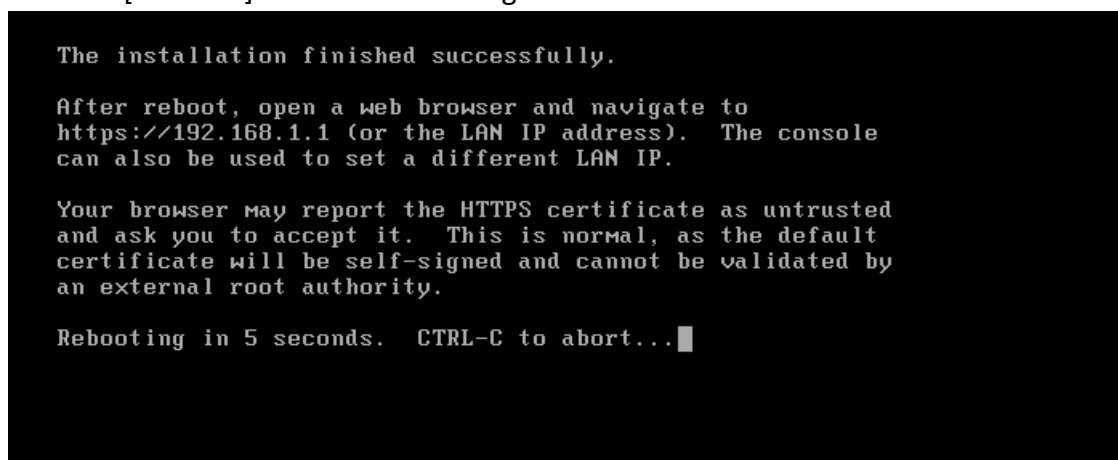 The installation finished successfully.
After reboot, open a web browser and navigate to
https://192.168.1.1 (or the LAN IP address).  The console
can also be used to set a different LAN IP.
Your browser may report the HTTPS certificate as untrusted
and ask you to accept it.  This is normal, as the default
certificate will be self-signed and cannot be validated by
an external root authority.
Rebooting in 5 seconds.  CTRL-C to abort...